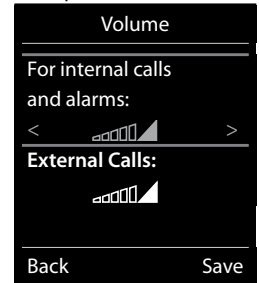 Volume
For internal calls
and alarms:
< >
External Calls:
Back Save